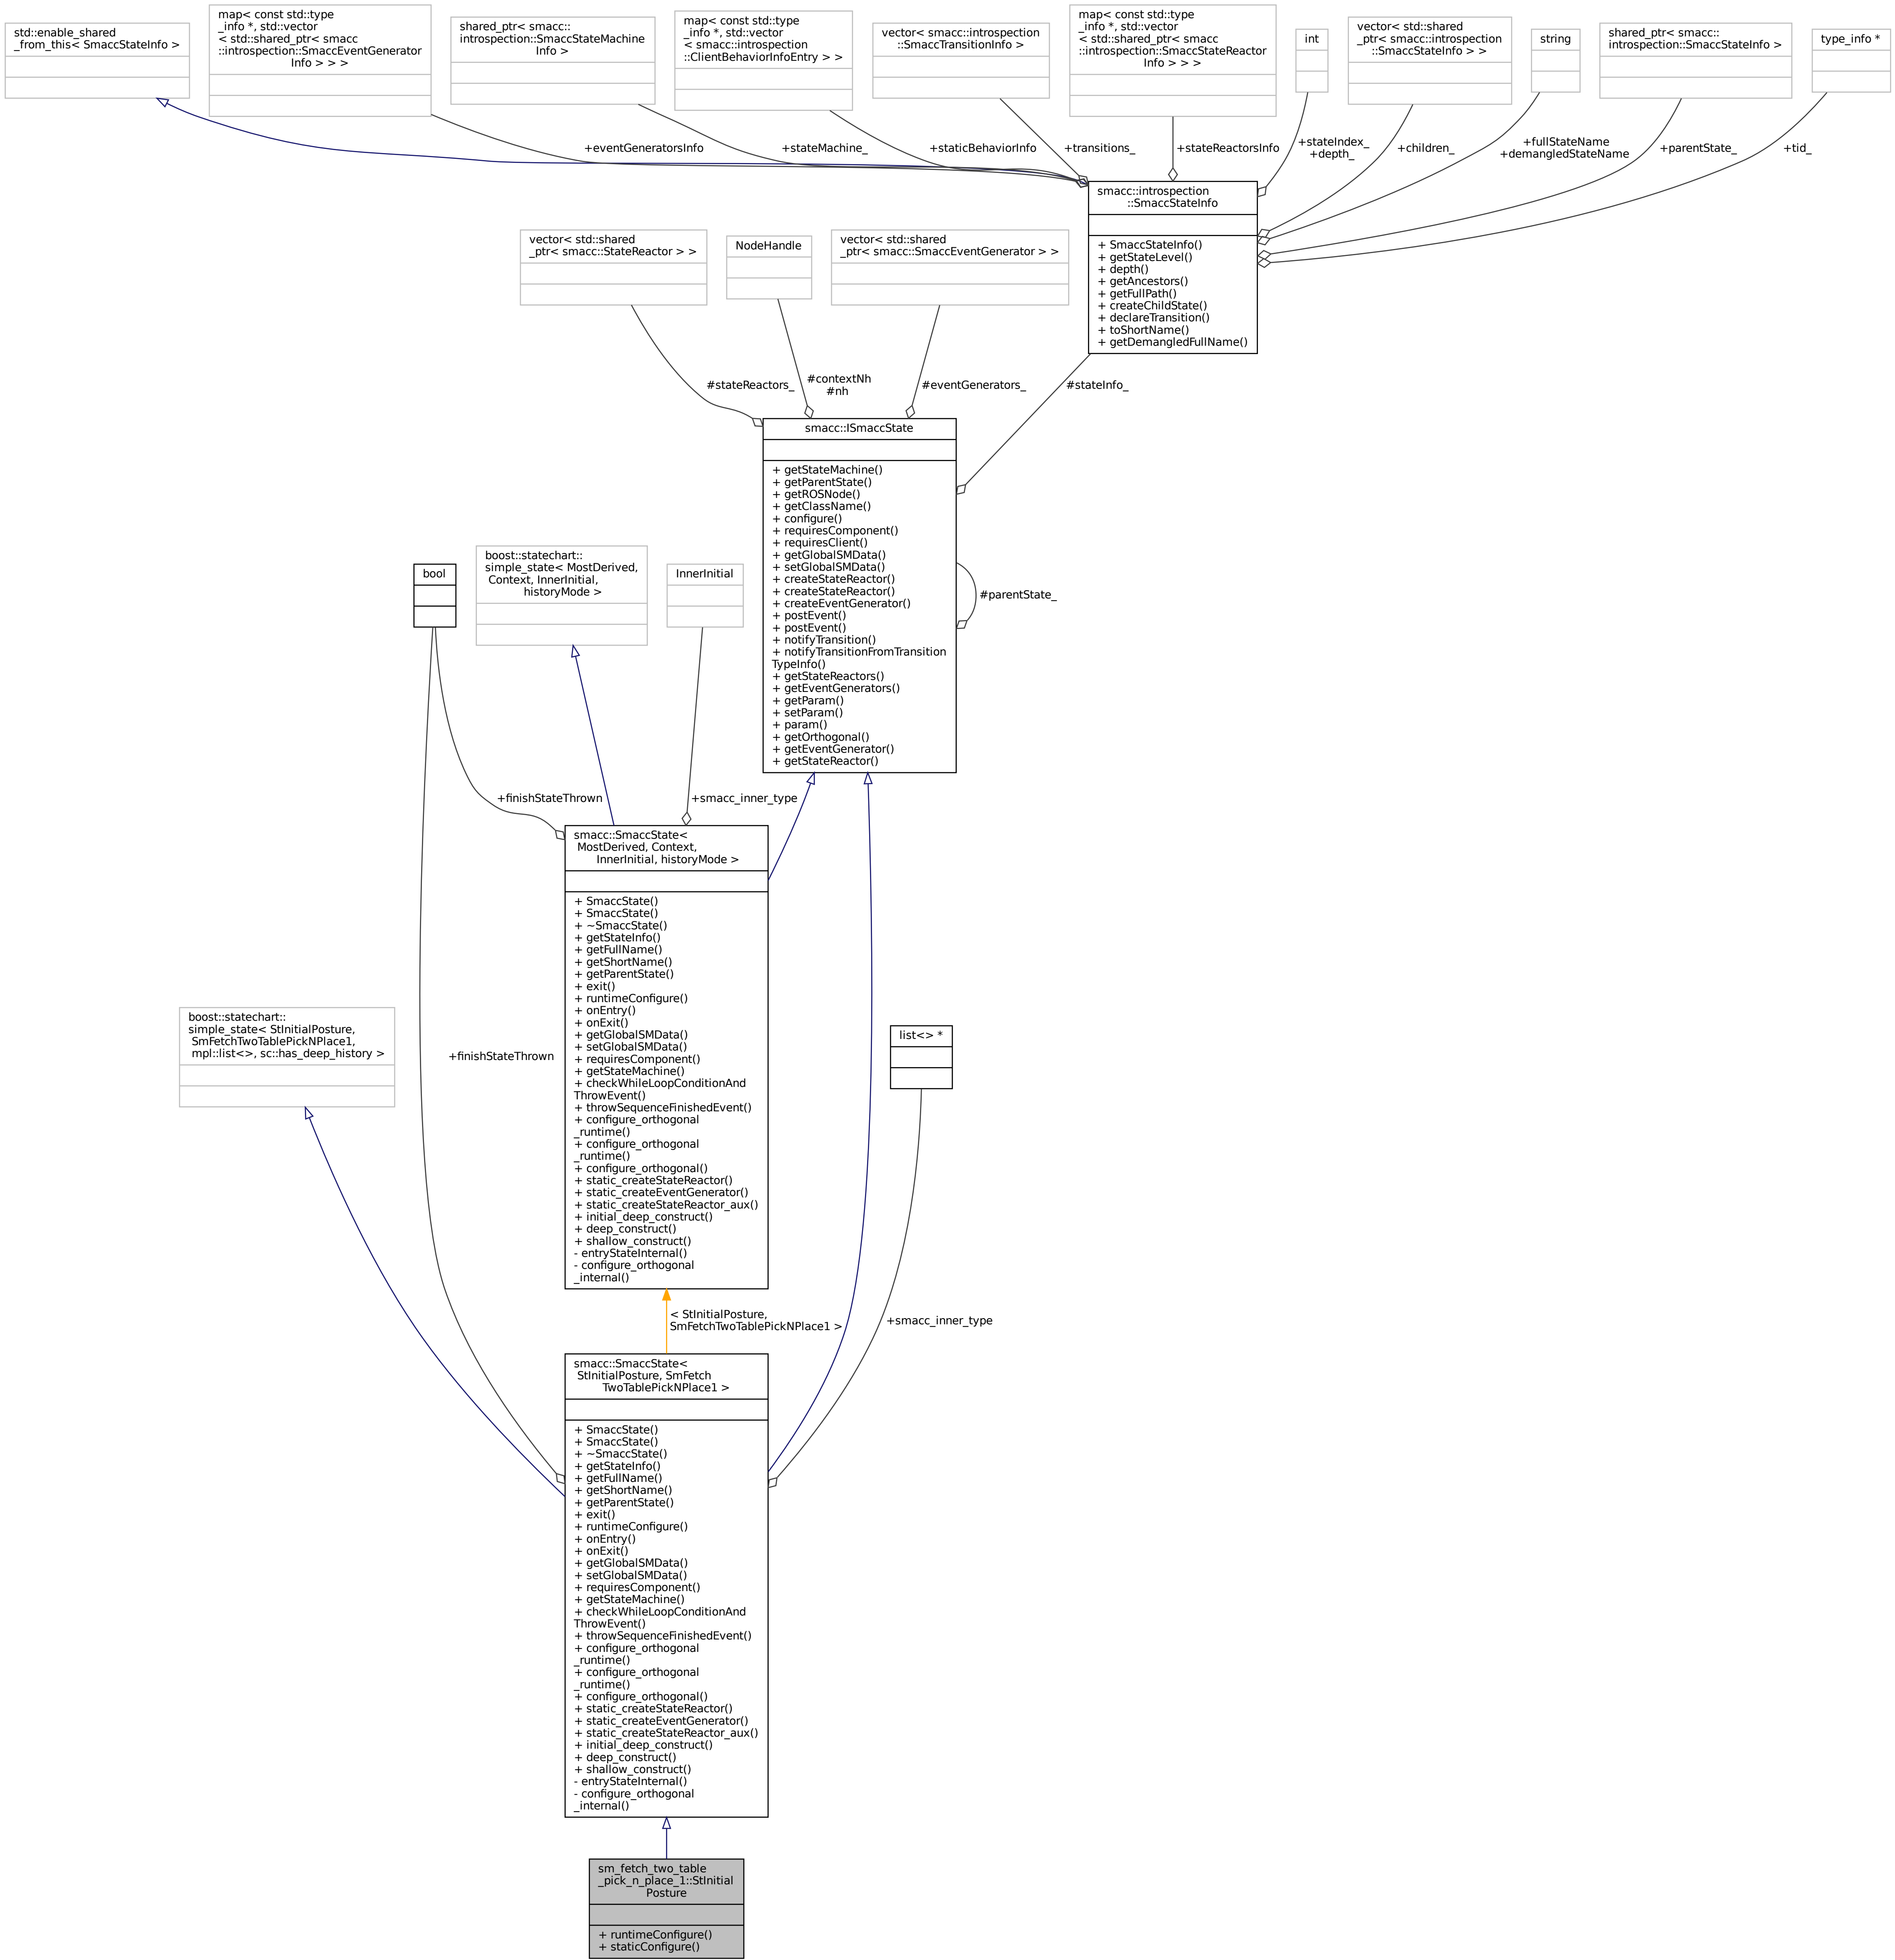 std::enable_shared
_from_this< SmaccStateInfo >
map< const std::type
_info *, std::vector
< std::shared_ptr< smacc
::introspection::SmaccEventGenerator
Info > > >
shared_ptr< smacc::
introspection::SmaccStateMachine
Info >
map< const std::type
_info *, std::vector
< smacc::introspection
::ClientBehaviorInfoEntry > >
vector< smacc::introspection
::SmaccTransitionInfo >
map< const std::type
_info *, std::vector
< std::shared_ptr< smacc
::introspection::SmaccStateReactor
Info > > >
int
vector< std::shared
_ptr< smacc::introspection
::SmaccStateInfo > >
string
shared_ptr< smacc::
introspection::SmaccStateInfo >
type_info *
+eventGeneratorsInfo
+stateMachine_
+staticBehaviorInfo
+transitions_
+stateReactorsInfo
+stateIndex_
+depth_
+children_
+fullStateName
+demangledStateName
+parentState_
+tid_
smacc::introspection
::SmaccStateInfo
+ SmaccStateInfo()
+ getStateLevel()
+ depth()
+ getAncestors()
+ getFullPath()
+ createChildState()
+ declareTransition()
+ toShortName()
+ getDemangledFullName()
vector< std::shared
_ptr< smacc::StateReactor > >
NodeHandle
vector< std::shared
_ptr< smacc::SmaccEventGenerator > >
#stateReactors_
#contextNh
#nh
#eventGenerators_
#stateInfo_
smacc::ISmaccState
+ getStateMachine()
+ getParentState()
+ getROSNode()
+ getClassName()
+ configure()
+ requiresComponent()
+ requiresClient()
+ getGlobalSMData()
+ setGlobalSMData()
+ createStateReactor()
+ createStateReactor()
+ createEventGenerator()
+ postEvent()
+ postEvent()
+ notifyTransition()
+ notifyTransitionFromTransition
TypeInfo()
+ getStateReactors()
+ getEventGenerators()
+ getParam()
+ setParam()
+ param()
+ getOrthogonal()
+ getEventGenerator()
+ getStateReactor()
#parentState_
bool
boost::statechart::
simple_state< MostDerived,
Context, InnerInitial,
historyMode >
InnerInitial
+finishStateThrown
+smacc_inner_type
smacc::SmaccState<
MostDerived, Context,
InnerInitial, historyMode >
+ SmaccState()
+ SmaccState()
+ ~SmaccState()
+ getStateInfo()
+ getFullName()
+ getShortName()
+ getParentState()
+ exit()
+ runtimeConfigure()
+ onEntry()
+ onExit()
+ getGlobalSMData()
+ setGlobalSMData()
+ requiresComponent()
+ getStateMachine()
+ checkWhileLoopConditionAnd
ThrowEvent()
+ throwSequenceFinishedEvent()
+ configure_orthogonal
_runtime()
+ configure_orthogonal
_runtime()
+ configure_orthogonal()
+ static_createStateReactor()
+ static_createEventGenerator()
+ static_createStateReactor_aux()
+ initial_deep_construct()
+ deep_construct()
+ shallow_construct()
- entryStateInternal()
- configure_orthogonal
_internal()
boost::statechart::
simple_state< StInitialPosture,
SmFetchTwoTablePickNPlace1,
mpl::list<>, sc::has_deep_history >
+finishStateThrown
list<> *
< StInitialPosture,
SmFetchTwoTablePickNPlace1 >
+smacc_inner_type
smacc::SmaccState<
StInitialPosture, SmFetch
TwoTablePickNPlace1 >
+ SmaccState()
+ SmaccState()
+ ~SmaccState()
+ getStateInfo()
+ getFullName()
+ getShortName()
+ getParentState()
+ exit()
+ runtimeConfigure()
+ onEntry()
+ onExit()
+ getGlobalSMData()
+ setGlobalSMData()
+ requiresComponent()
+ getStateMachine()
+ checkWhileLoopConditionAnd
ThrowEvent()
+ throwSequenceFinishedEvent()
+ configure_orthogonal
_runtime()
+ configure_orthogonal
_runtime()
+ configure_orthogonal()
+ static_createStateReactor()
+ static_createEventGenerator()
+ static_createStateReactor_aux()
+ initial_deep_construct()
+ deep_construct()
+ shallow_construct()
- entryStateInternal()
- configure_orthogonal
_internal()
sm_fetch_two_table
_pick_n_place_1::StInitial
Posture
+ runtimeConfigure()
+ staticConfigure()